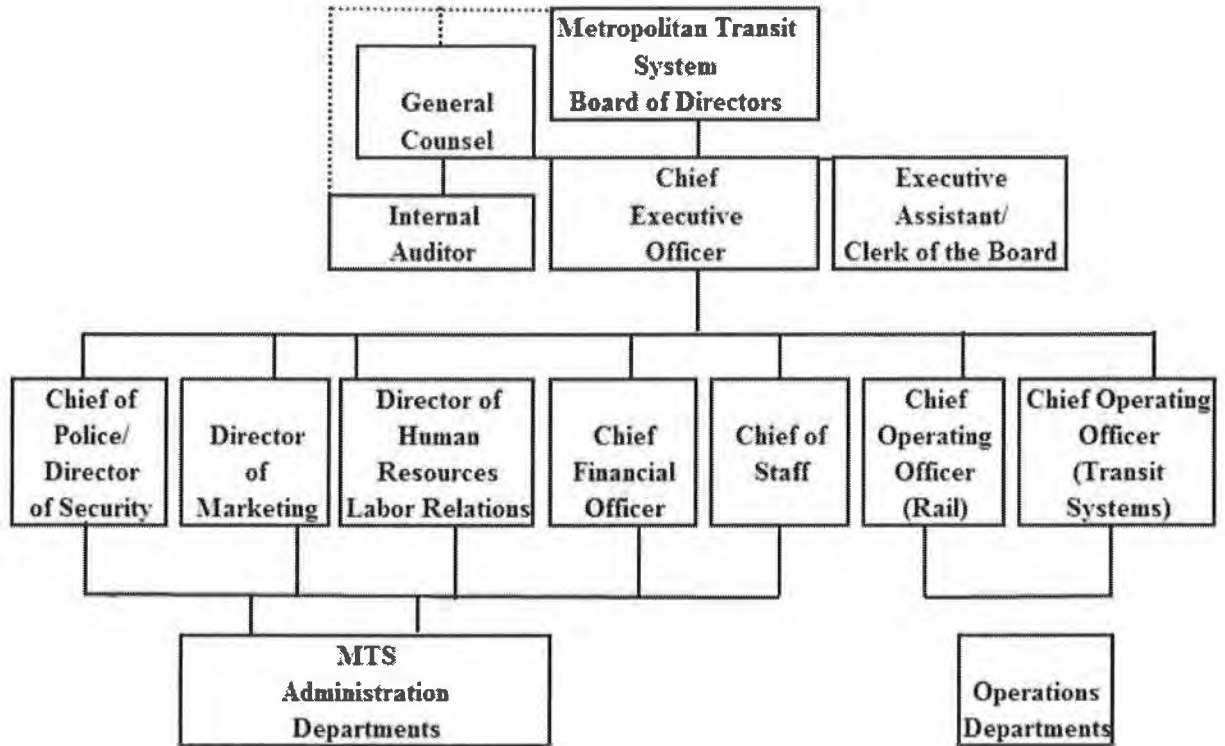 Metropolitan Transit
System
Board of Directors
General
Counsel
Chief
Executive
Officer
Executive
Assistant/
Clerk of the Board
Internal
Auditor
Chief of
Police/
Director
of Security
Director
of
Marketing
Director of
Human
Resources
Labor Relations
Chief
Financial
Officer
Chief of
Staff
Chief
Operating
Officer
(Rail)
Chief Operating
Officer
(Transit
Systems)
MTS
Administration
Departments
Operations
Departments